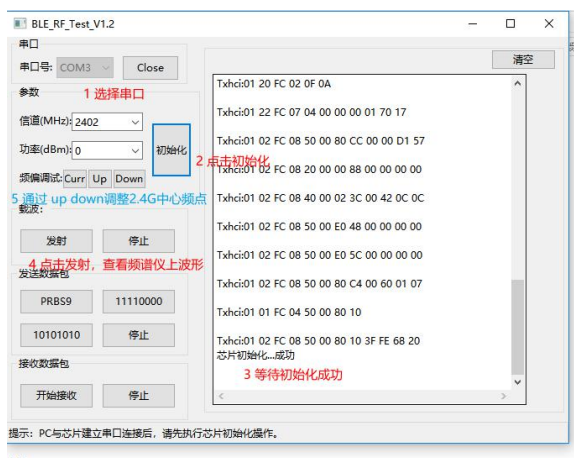 BLE_RF_Test_V1.2
串口
串口号: COM3 Close
清空
参数
1 选择串口
信道(MHz): 2402
功率(dBm): 0
初始化
2 点击初始化
频偏调试: Curr Up Down
5 通过 up down调整2.4G中心频点
载波:
发射 停止
4 点击发射，查看频谱仪上波形
发送数据包
PRBS9 11110000
10101010 停止
接收数据包
开始接收 停止
Txhci:01 20 FC 02 0F 0A
Txhci:01 22 FC 07 04 00 00 00 01 70 17
Txhci:01 02 FC 08 50 00 80 CC 00 00 D1 57
Txhci:01 02 FC 08 20 00 00 88 00 00 00 00
Txhci:01 02 FC 08 40 00 02 3C 00 42 0C 0C
Txhci:01 02 FC 08 50 00 E0 48 00 00 00 00
Txhci:01 02 FC 08 50 00 E0 5C 00 00 00 00
Txhci:01 02 FC 08 50 00 80 C4 00 60 01 07
Txhci:01 01 FC 04 50 00 80 10
Txhci:01 02 FC 08 50 00 80 10 3F FE 68 20
芯片初始化...成功
3 等待初始化成功
提示: PC与芯片建立串口连接后，请先执行芯片初始化操作。